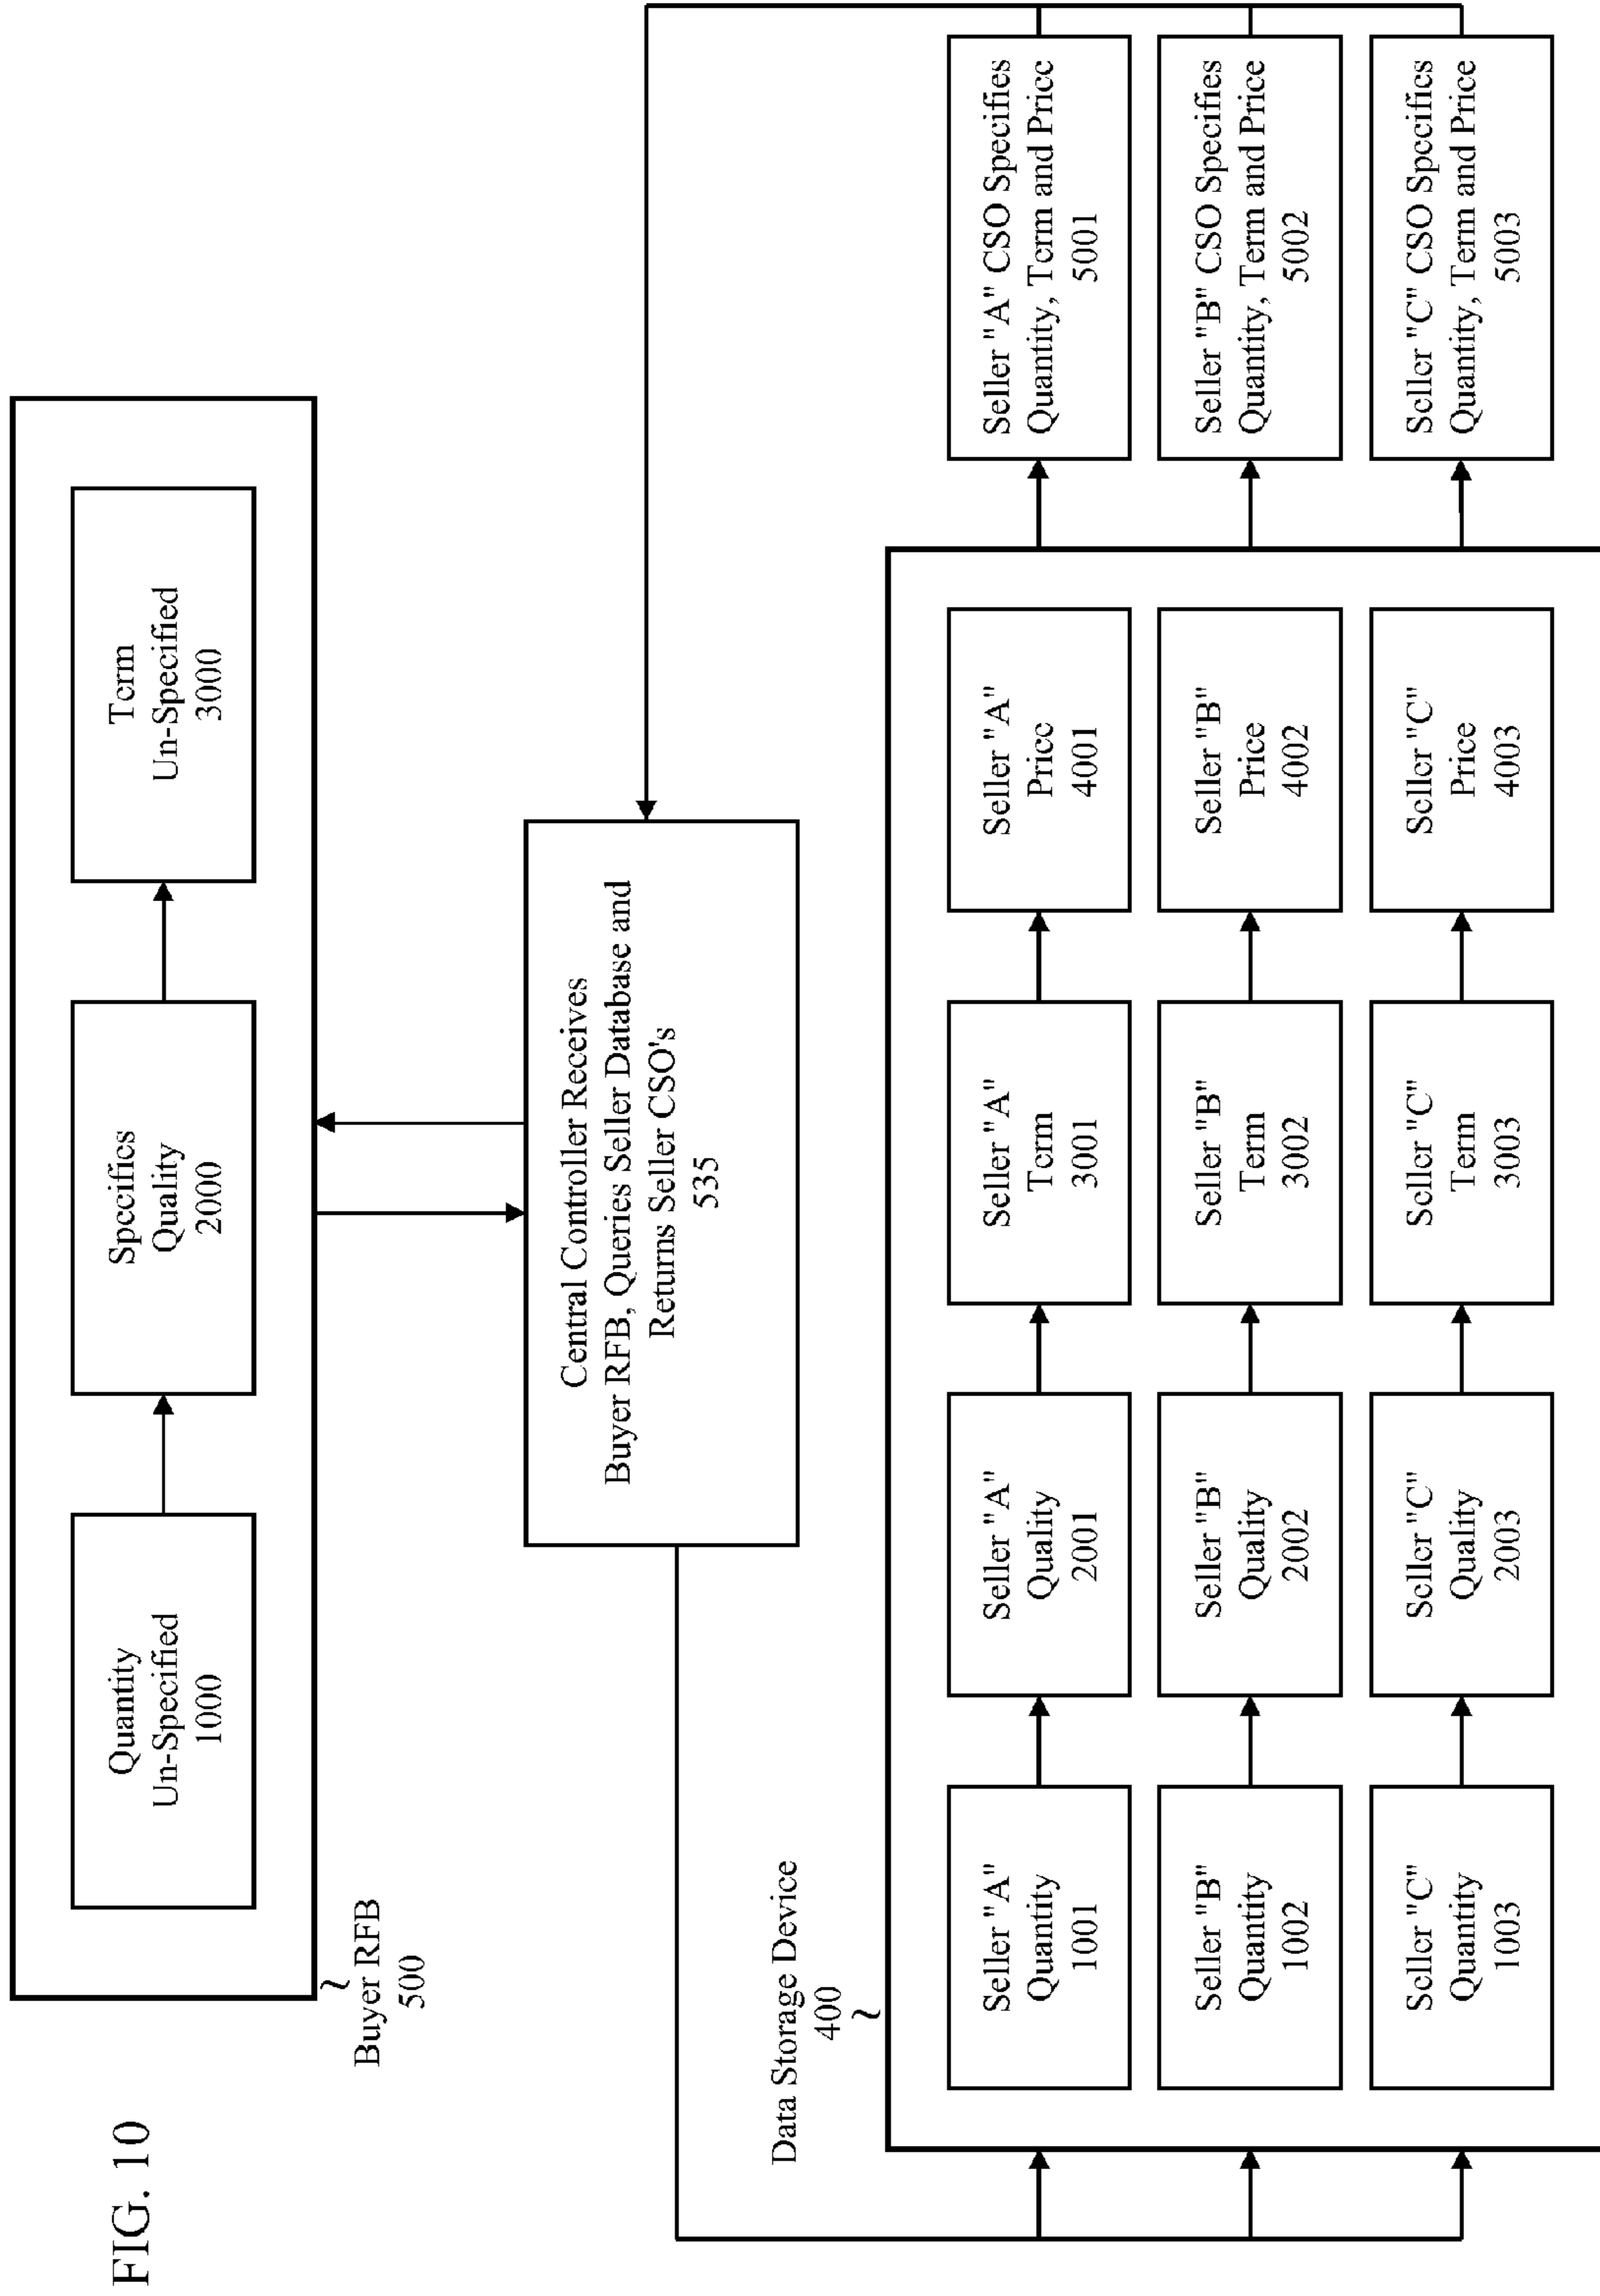 FIG. 10
Quantity
Un-Specified
1000
Specifies
Quality
2000
Term
Un-Specified
3000
Buyer RFB
500
Central Controller Receives
Buyer RFB, Queries Seller Database and
Returns Seller CSO's
535
Data Storage Device
400
Seller "A"
Quantity
1001
Seller "A"
Quality
2001
Seller "A"
Term
3001
Seller "A"
Price
4001
Seller "A" CSO Specifies
Quantity, Term and Price
5001
Seller "B"
Quantity
1002
Seller "B"
Quality
2002
Seller "B"
Term
3002
Seller "B"
Price
4002
Seller "B" CSO Specifies
Quantity, Term and Price
5002
Seller "C"
Quantity
1003
Seller "C"
Quality
2003
Seller "C"
Term
3003
Seller "C"
Price
4003
Seller "C" CSO Specifies
Quantity, Term and Price
5003